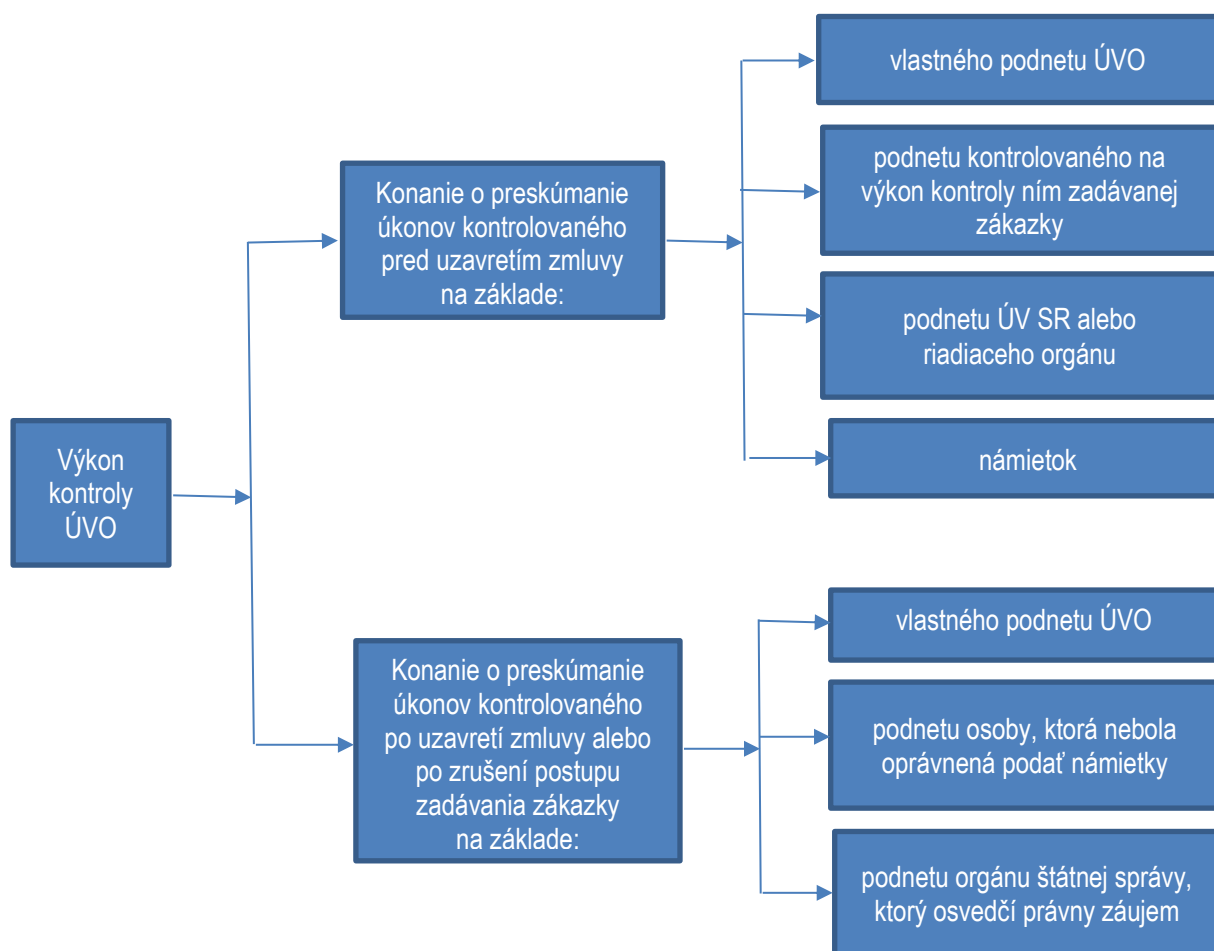 Výkon
kontroly
ÚVO
Konanie o preskúmanie
úkonov kontrolovaného
pred uzavretím zmluvy
na základe:
vlastného podnetu ÚVO
podnetu kontrolovaného na
výkon kontroly ním zadávanej
zákazky
podnetu ÚV SR alebo
riadiaceho orgánu
námietok
Konanie o preskúmanie
úkonov kontrolovaného
po uzavretí zmluvy alebo
po zrušení postupu
zadávania zákazky
na základe:
vlastného podnetu ÚVO
podnetu osoby, ktorá nebola
oprávnená podať námietky
podnetu orgánu štátnej správy,
ktorý osvedčí právny záujem